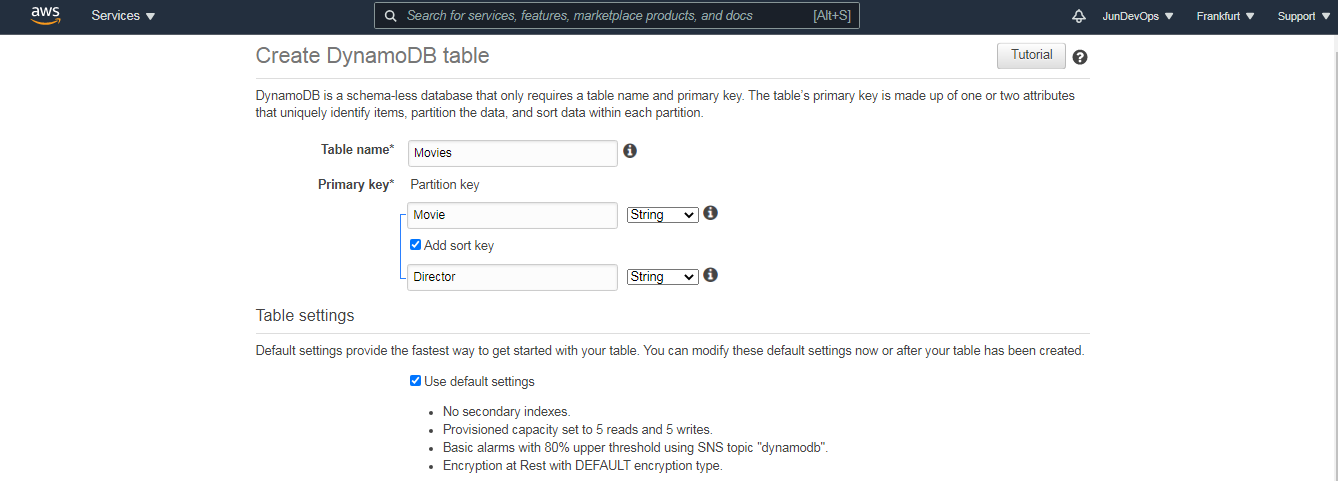 aws Services Search for services, features, marketplace products, and docs [Alt+S] JunDevOps Frankfurt Support
Create DynamoDB table Tutorial
DynamoDB is a schema-less database that only requires a table name and primary key. The table's primary key is made up of one or two attributes
that uniquely identify items, partition the data, and sort data within each partition.
Table name* Movies
Primary key* Partition key
Movie String
Add sort key
Director String
Table settings
Default settings provide the fastest way to get started with your table. You can modify these default settings now or after your table has been created.
Use default settings
• No secondary indexes.
• Provisioned capacity set to 5 reads and 5 writes.
• Basic alarms with 80% upper threshold using SNS topic "dynamodb".
• Encryption at Rest with DEFAULT encryption type.